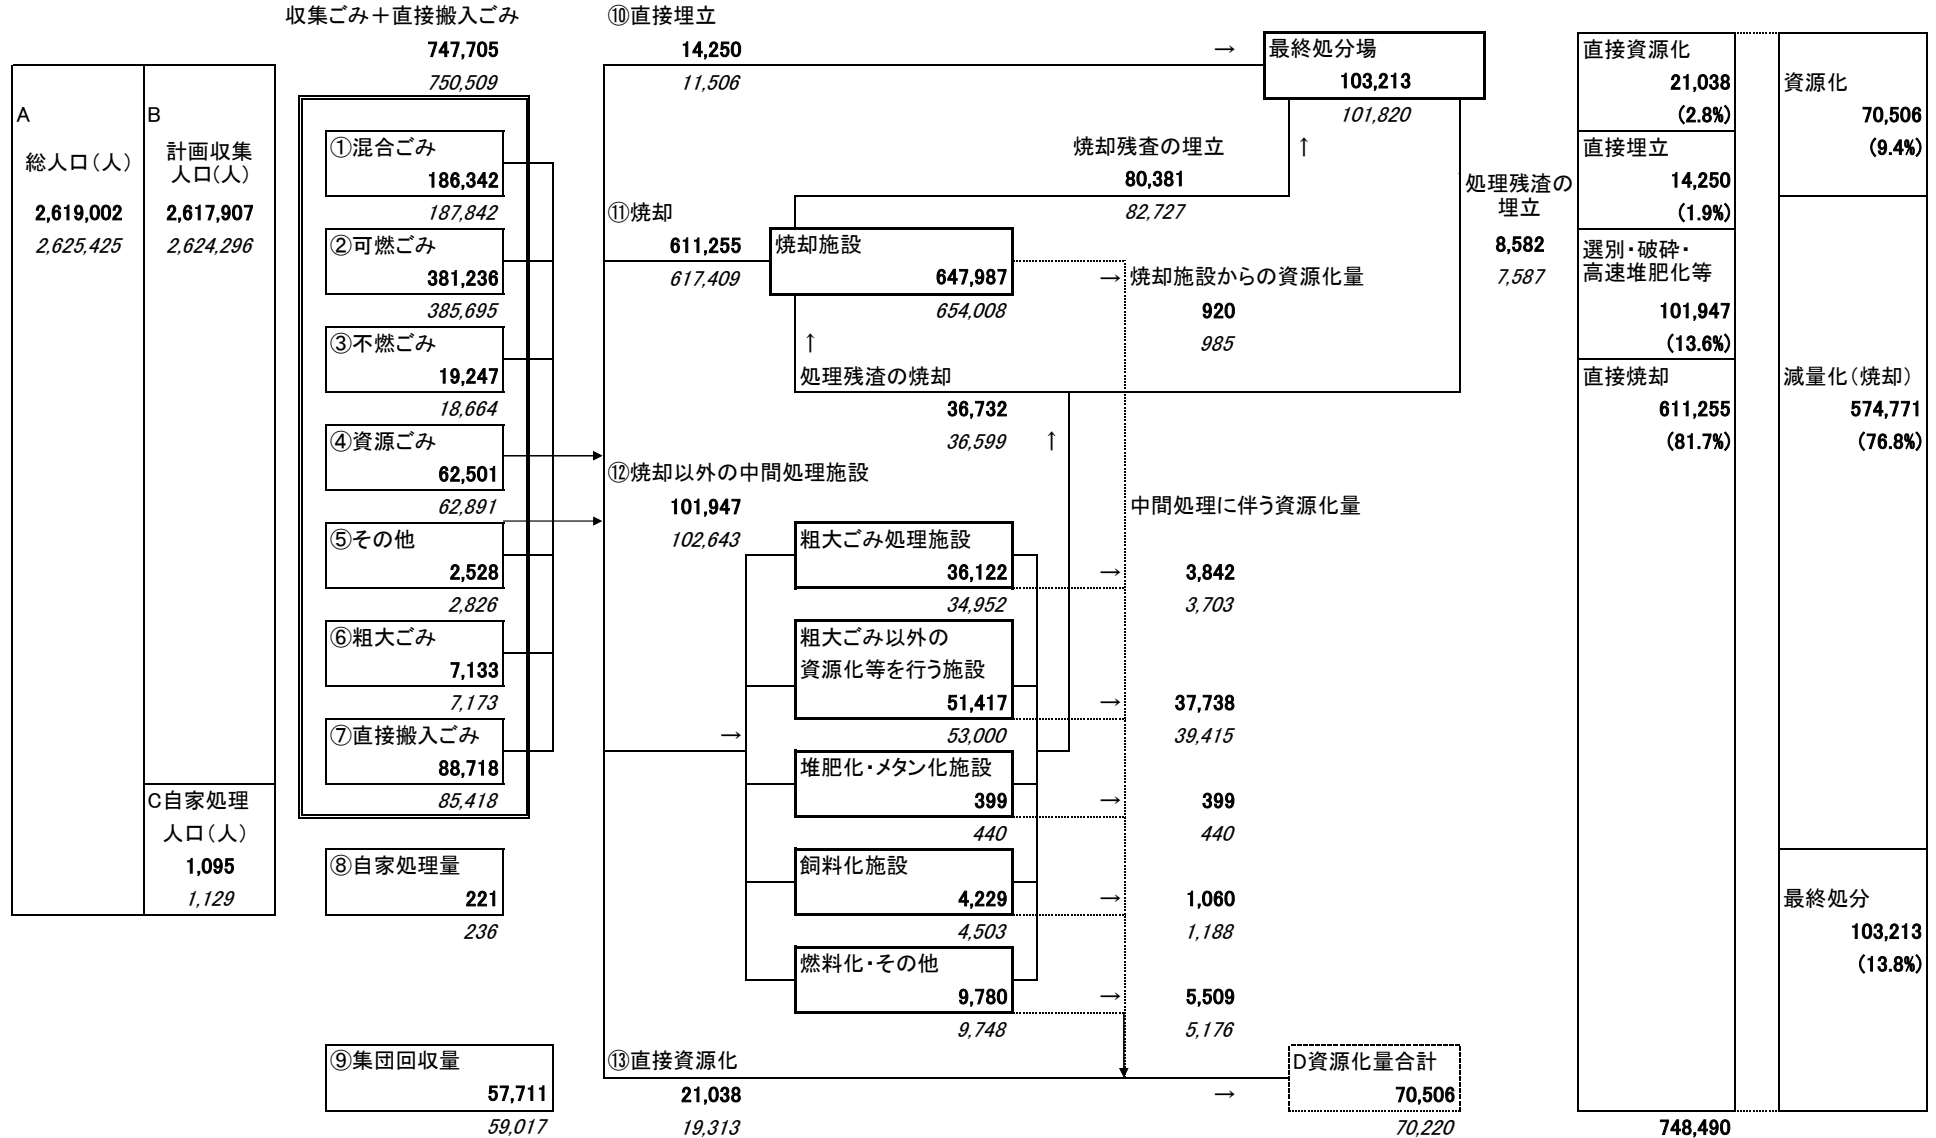 収集ごみ＋直接搬入ごみ
747,705
750,509
A
総人口（人）
2,619,002
2,625,425
B
計画収集
人口（人）
2,617,907
2,624,296
C自家処理
人口（人）
1,095
1,129
①混合ごみ
186,342
187,842
②可燃ごみ
381,236
385,695
③不燃ごみ
19,247
18,664
④資源ごみ
62,501
62,891
⑤その他
2,528
2,826
⑥粗大ごみ
7,133
7,173
⑦直接搬入ごみ
88,718
85,418
⑧自家処理量
221
236
⑨集団回収量
57,711
59,017
⑩直接埋立
14,250
11,506
→
最終処分場
103,213
101,820
焼却残査の埋立
↑
80,381
82,727
処理残渣の
埋立
8,582
7,587
⑪焼却
611,255
617,409
焼却施設
647,987
654,008
→ 焼却施設からの資源化量
920
985
↑
処理残渣の焼却
36,732
36,599
↑
⑫焼却以外の中間処理施設
101,947
102,643
→
中間処理に伴う資源化量
粗大ごみ処理施設
36,122
34,952
→
3,842
3,703
粗大ごみ以外の
資源化等を行う施設
51,417
53,000
→
37,738
39,415
堆肥化・メタン化施設
399
440
→
399
440
飼料化施設
4,229
4,503
→
1,060
1,188
燃料化・その他
9,780
9,748
→
5,509
5,176
⑬直接資源化
21,038
19,313
→
D資源化量合計
70,506
70,220
直接資源化
21,038
(2.8%)
直接埋立
14,250
(1.9%)
選別・破砕・
高速堆肥化等
101,947
(13.6%)
直接焼却
611,255
(81.7%)
748,490
資源化
70,506
(9.4%)
減量化（焼却）
574,771
(76.8%)
最終処分
103,213
(13.8%)